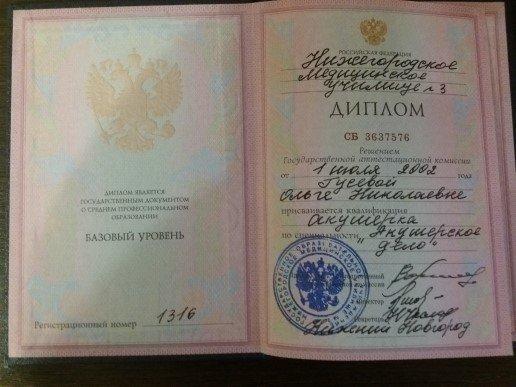 ДИПЛОМ ЯВЛЯЕТСЯ
ГОСУДАРСТВЕННЫМ ДОКУМЕНТОМ
О СРЕДНЕМ ПРОФЕССИОНАЛЬНОМ
ОБРАЗОВАНИИ
БАЗОВЫЙ УРОВЕНЬ
Регистрационный номер 1316
РОССИЙСКАЯ ФЕДЕРАЦИЯ
Нижегородское
Медицинское
училище
ДИПЛОМ
СБ 3637576
Решением
Государственной аттестационной комиссии
от 1 июля 2002
Гусевой
Ольге Николаевне
присваивается квалификация
акушерка
по специальности "Акушерское
дело"
Директор
Секретарь
Нижний Новгород